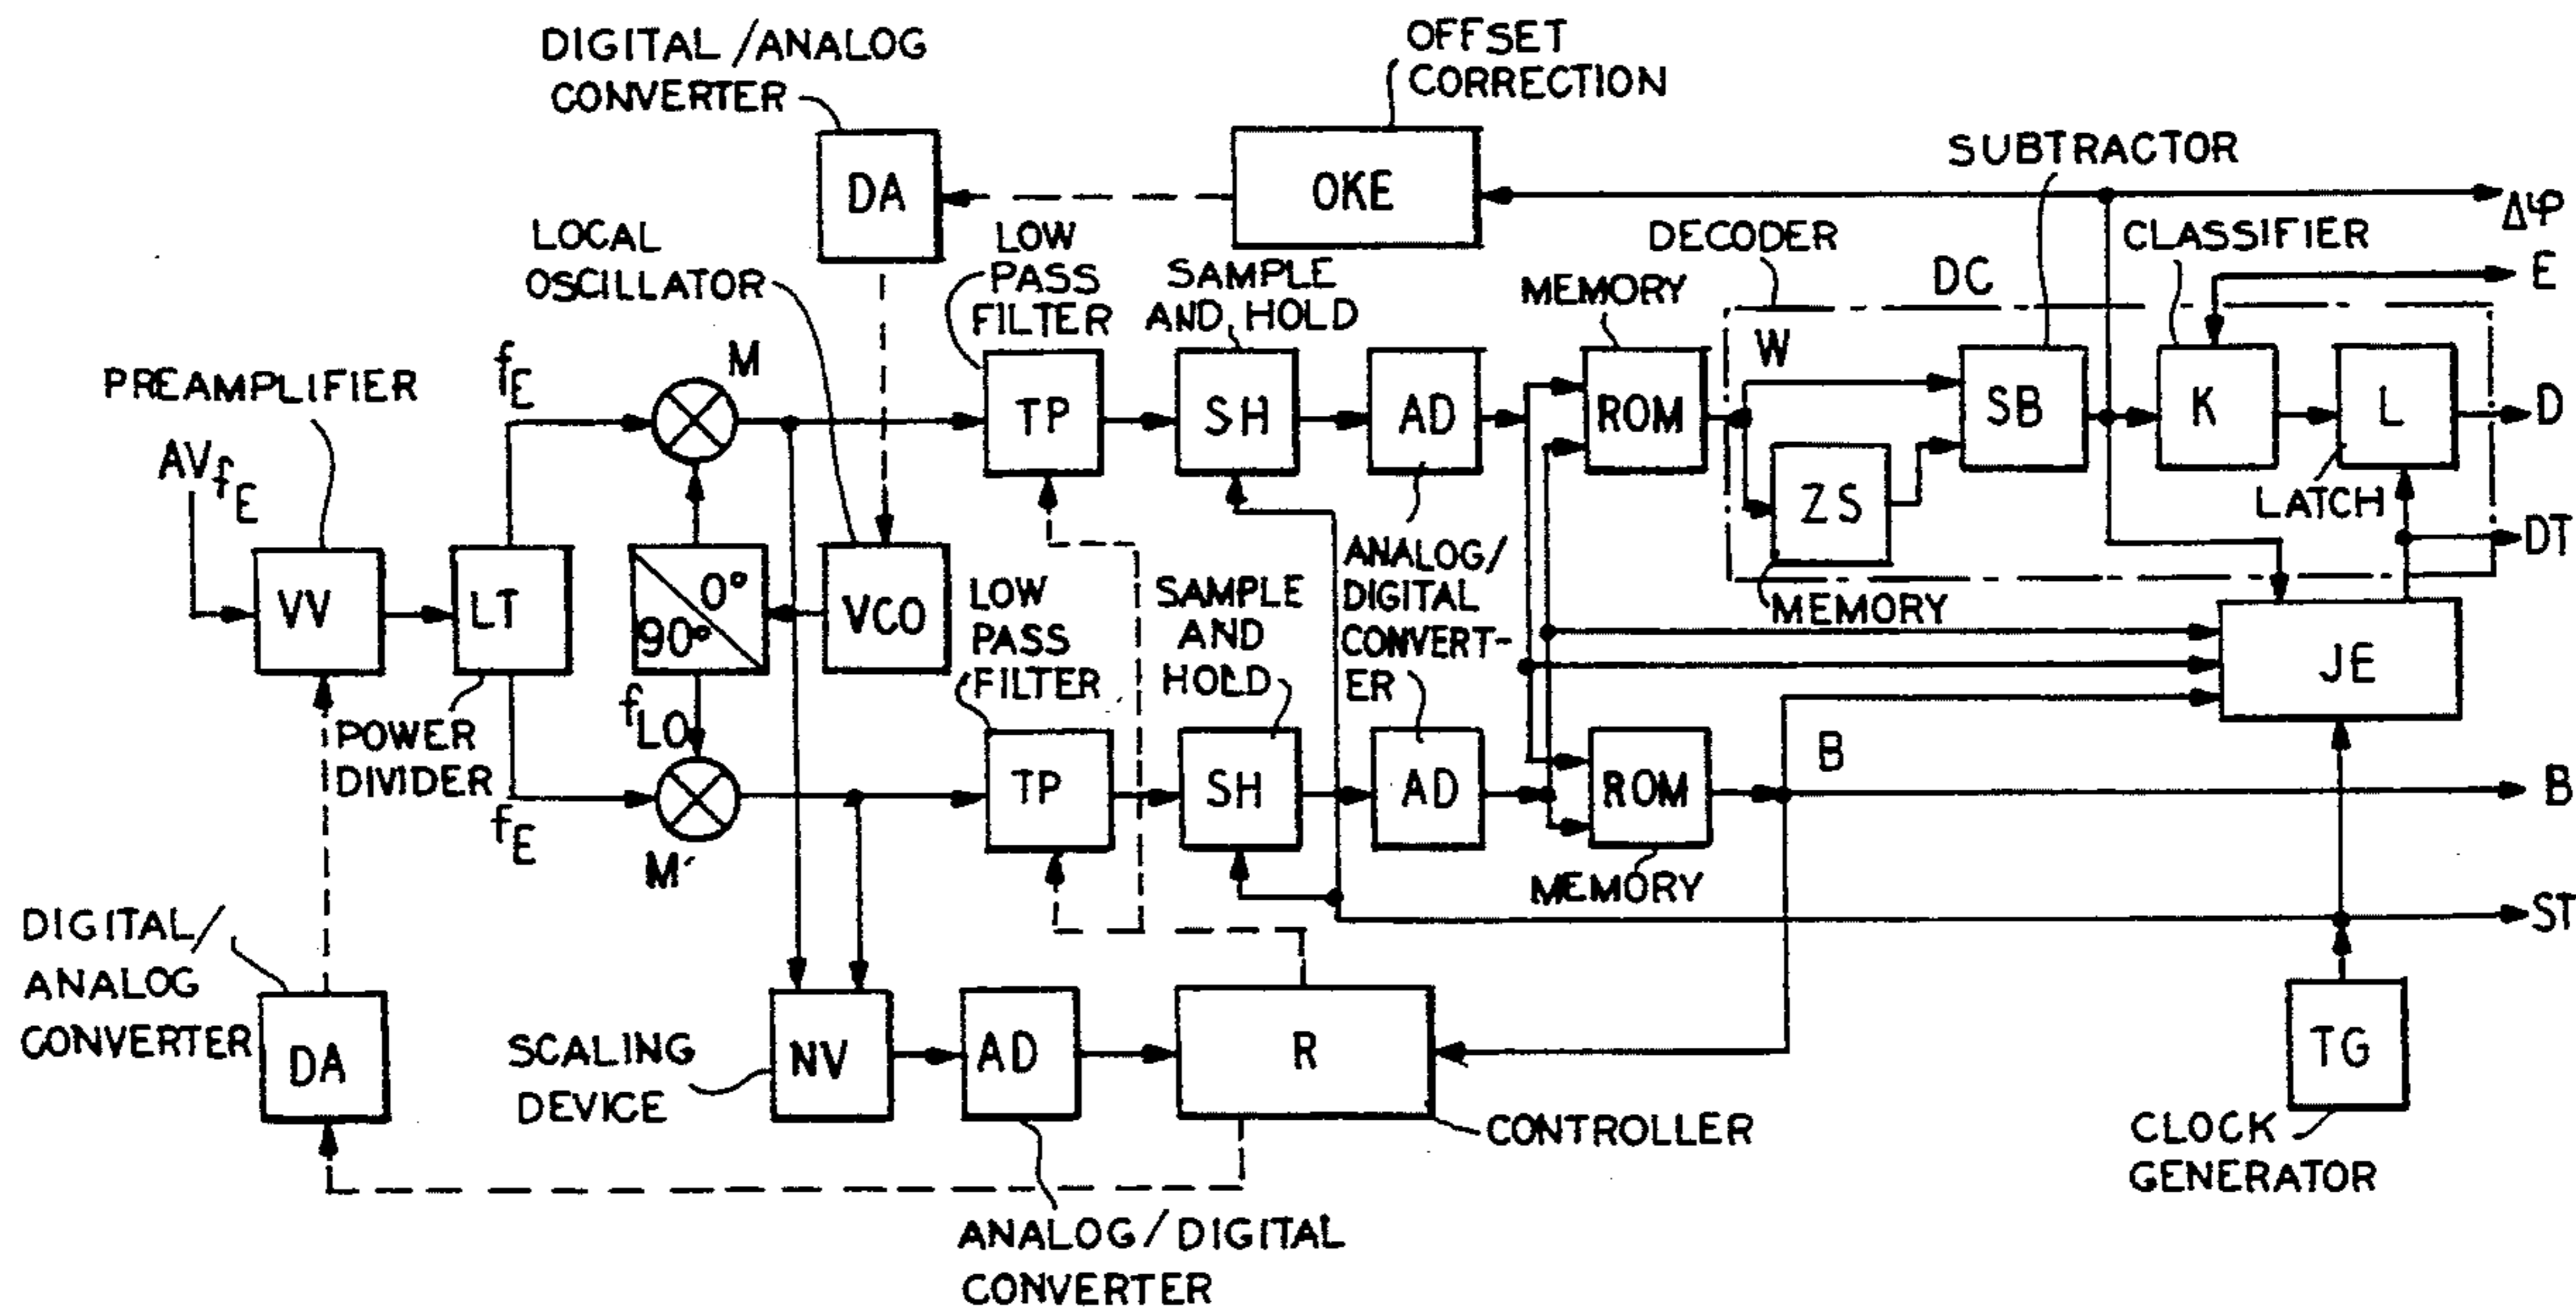 DIGITAL/ANALOG
CONVERTER
OFFSET
CORRECTION
DA
OKE
SUBTRACTOR
Δφ
LOCAL
OSCILLATOR
LOW
PASS
FILTER
SAMPLE
AND HOLD
MEMORY
DECODER
DC
CLASSIFIER
E
PREAMPLIFIER
fE
M
TP
SH
AD
ROM
W
SB
K
L
D
AVfE
ZS
LATCH
DT
MEMORY
VV
LT
0°
90°
VCO
LOW
PASS
FILTER
SAMPLE
AND
HOLD
ANALOG/
DIGITAL
CONVERT-
ER
JE
POWER
DIVIDER
fLO
fE
M'
TP
SH
AD
ROM
B
B
MEMORY
ST
DIGITAL/
ANALOG
CONVERTER
DA
SCALING
DEVICE
NV
AD
R
CONTROLLER
TG
CLOCK
GENERATOR
ANALOG/DIGITAL
CONVERTER